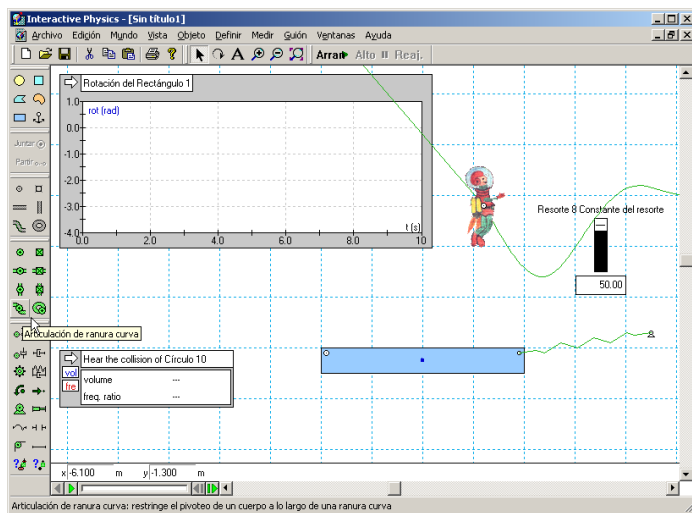 Interactive Physics - [Sin título1]
Archivo Edición Mundo Vista Objeto Definir Medir Guión Ventanas Ayuda
A Arran Alto II Reaj.
Rotación del Rectángulo 1
rot (rad)
1.0
0.0
-1.0
-2.0
-3.0
-4.0
t (s)
0.0 2.0 4.0 6.0 8.0 10
Juntar
Partir
Resorte 8 Constante del resorte
50.00
Articulación de ranura curva
Hear the collision of Círculo 10
vol
fre
volume ---
freq. ratio ---
x -6.100 m y -1.300 m
Articulación de ranura curva: restringe el pivoteo de un cuerpo a lo largo de una ranura curva